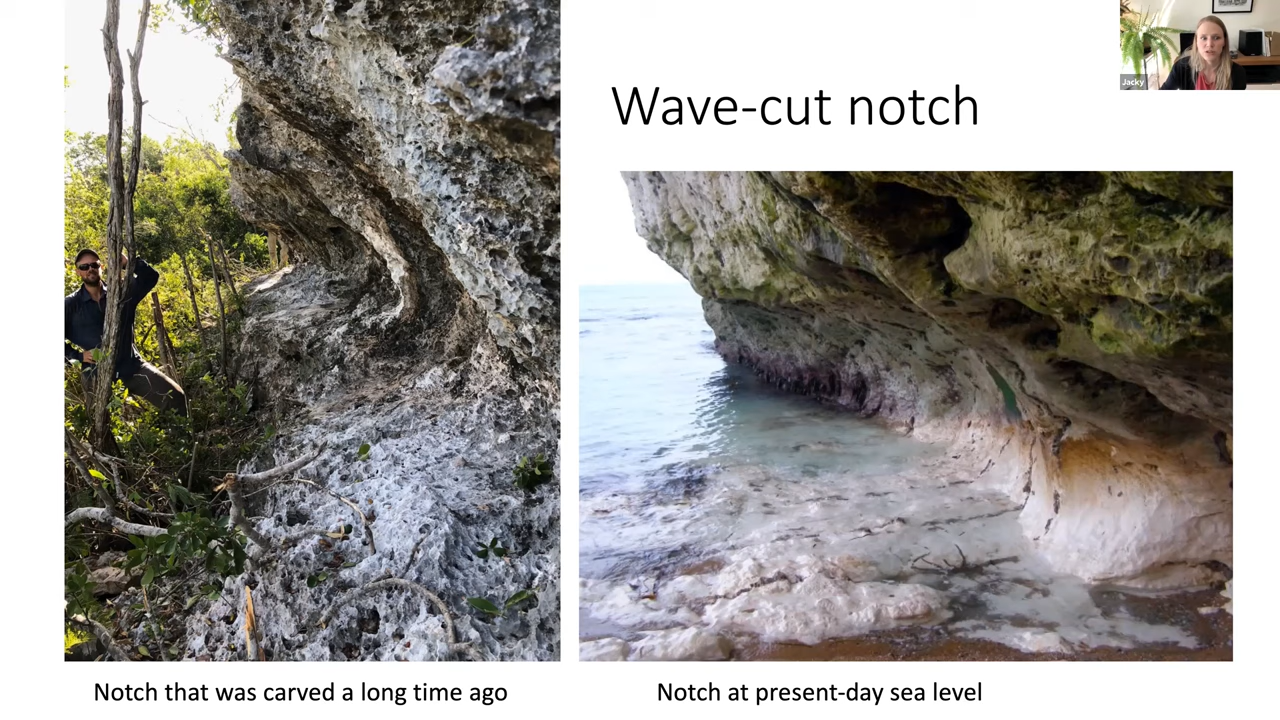 Jacky
Wave-cut notch
Notch that was carved a long time ago
Notch at present-day sea level